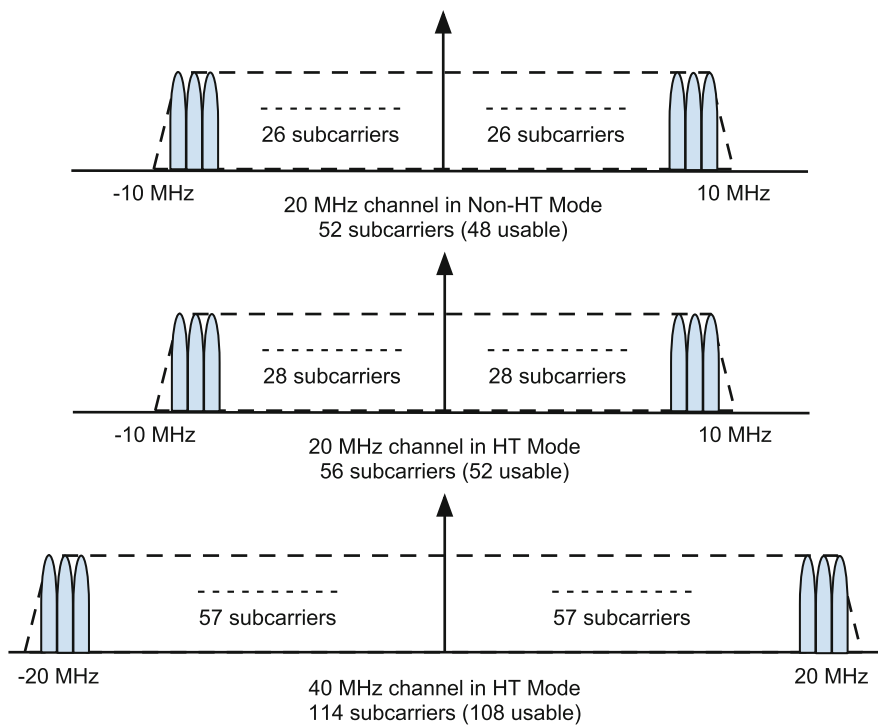 26 subcarriers
26 subcarriers
-10 MHz
10 MHz
20 MHz channel in Non-HT Mode
52 subcarriers (48 usable)
28 subcarriers
28 subcarriers
-10 MHz
10 MHz
20 MHz channel in HT Mode
56 subcarriers (52 usable)
57 subcarriers
57 subcarriers
-20 MHz
20 MHz
40 MHz channel in HT Mode
114 subcarriers (108 usable)